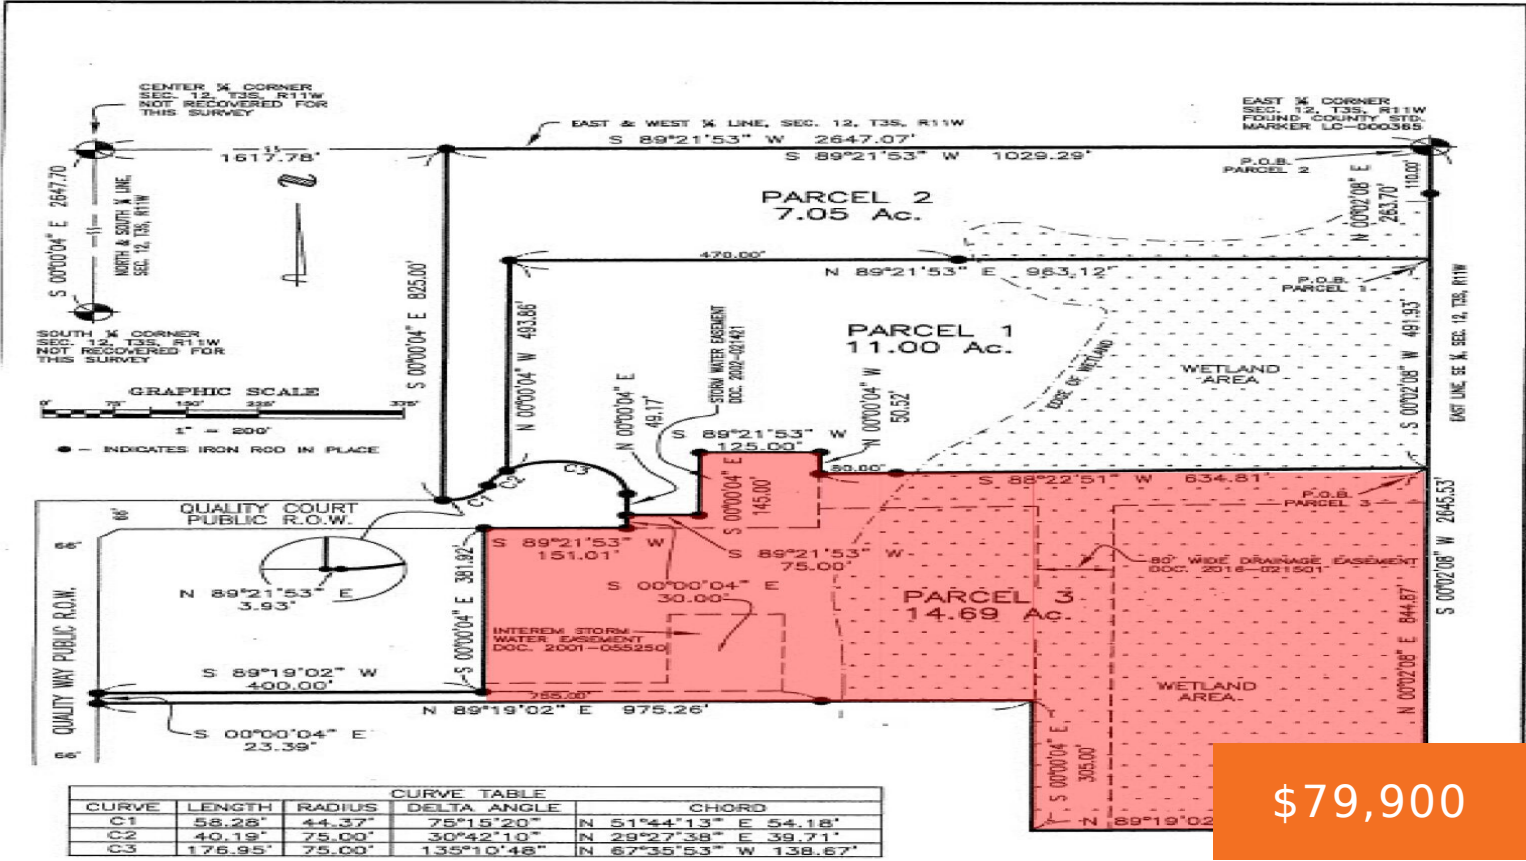 CENTER ¼ CORNER
SEC. 12, T3S, R11W
NOT RECOVERED FOR
THIS SURVEY
EAST ¼ CORNER
SEC. 12, T3S, R11W
FOUND COUNTY STD.
MARKER LC-000365
EAST & WEST ¼ LINE, SEC. 12, T3S, R11W
S 89°21'53" W 2647.07'
1617.78'
S 89°21'53" W 1029.29'
P.O.B.
PARCEL 2
110.00'
N 00°02'08" E
263.70'
S 00°00'04" E 2647.70
NORTH & SOUTH ¼ LINE,
SEC. 12, T3S, R11W
PARCEL 2
7.05 Ac.
470.00'
N 89°21'53" E 963.12'
P.O.B.
PARCEL 1
S 00°00'04" E 825.00'
N 00°00'04" W 493.86'
SOUTH ¼ CORNER
SEC. 12, T3S, R11W
NOT RECOVERED FOR
THIS SURVEY
STORM WATER EASEMENT
DOC. 2002-021421
PARCEL 1
11.00 Ac.
EDGE OF WETLAND
WETLAND
AREA
S 00°02'08" W 491.93'
EAST LINE, SE ¼, SEC. 12, T3S, R11W
GRAPHIC SCALE
0' 75' 150' 225' 375'
1" = 200'
● - INDICATES IRON ROD IN PLACE
N 00°00'04" E
49.17'
S 89°21'53" W
125.00'
N 00°00'04" W
50.52'
80.00'
C1
C2
C3
S 00°00'04" E
145.00'
S 88°22'51" W 634.81'
P.O.B.
PARCEL 3
S 00°02'08" W 2645.53'
QUALITY COURT
PUBLIC R.O.W.
66'
66'
S 89°21'53" W
151.01'
S 89°21'53" W
75.00'
80' WIDE DRAINAGE EASEMENT
DOC. 2016-021501
N 89°21'53" E
3.93'
S 00°00'04" E 381.92'
S 00°00'04" E
30.00'
PARCEL 3
14.69 Ac.
N 00°02'08" E 844.87'
QUALITY WAY PUBLIC R.O.W.
INTEREM STORM
WATER EASEMENT
DOC. 2001-055250
S 89°19'02" W
400.00'
755.00'
N 89°19'02" E 975.26'
WETLAND
AREA
S 00°00'04" E
23.39'
66'
S 00°00'04" E
305.00'
N 89°19'02
$79,900
CURVE TABLE
CURVE LENGTH RADIUS DELTA ANGLE CHORD
C1 58.28' 44.37' 75°15'20" N 51°44'13" E 54.18'
C2 40.19' 75.00' 30°42'10" N 29°27'38" E 39.71'
C3 176.95' 75.00' 135°10'48" N 67°35'53" W 138.67'